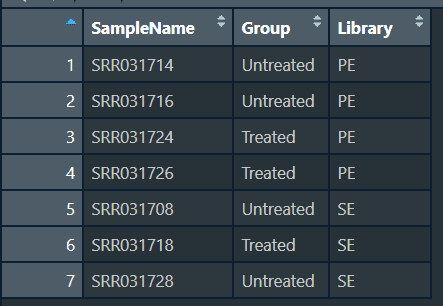 SampleName Group Library
1 SRR031714 Untreated PE
2 SRR031716 Untreated PE
3 SRR031724 Treated PE
4 SRR031726 Treated PE
5 SRR031708 Untreated SE
6 SRR031718 Treated SE
7 SRR031728 Untreated SE